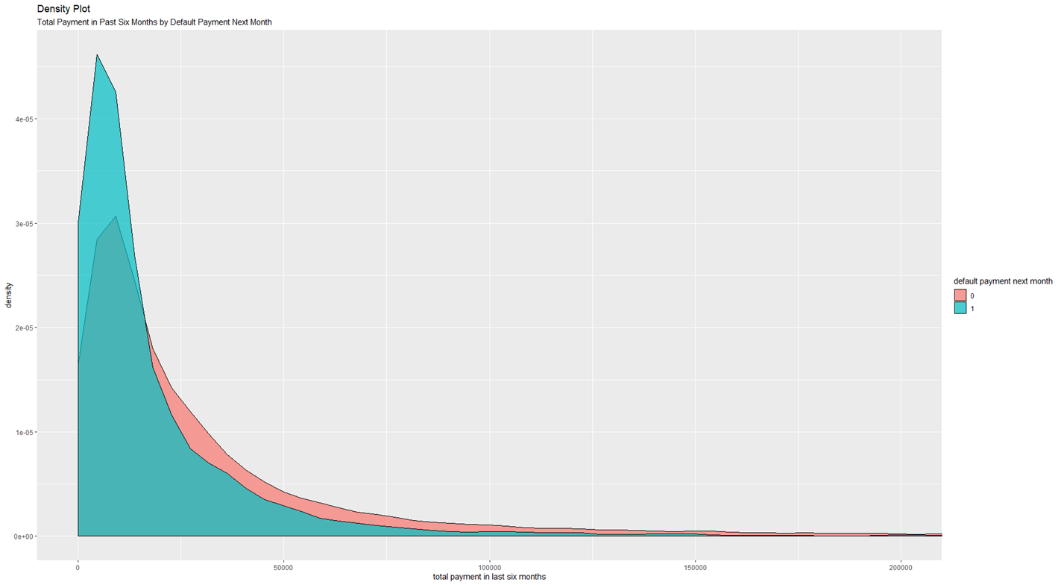 Density Plot
Total Payment in Past Six Months by Default Payment Next Month
density
4e-05
3e-05
2e-05
1e-05
0e+00
0
50000
100000
150000
200000
total payment in last six months
default payment next month
0
1